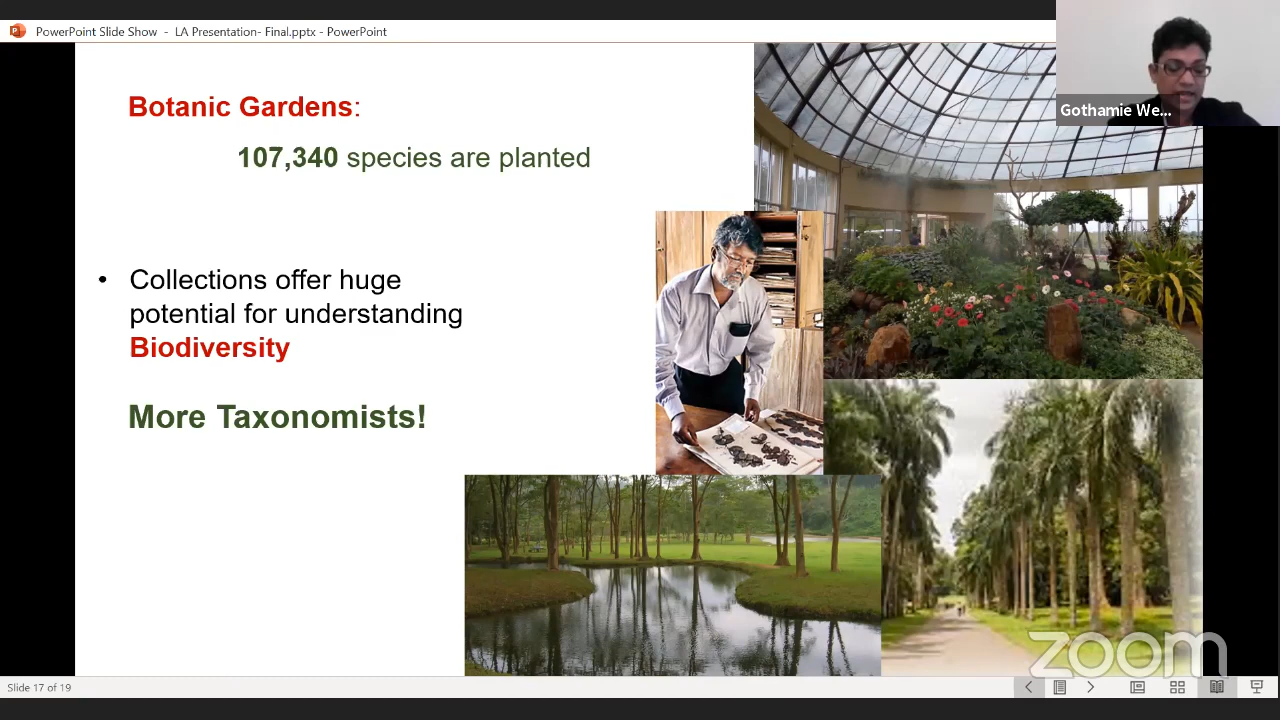 PowerPoint Slide Show - LA Presentation- Final.pptx - PowerPoint
Gothamie We...
Botanic Gardens:
107,340 species are planted
• Collections offer huge
potential for understanding
Biodiversity
More Taxonomists!
zoom
Slide 17 of 19